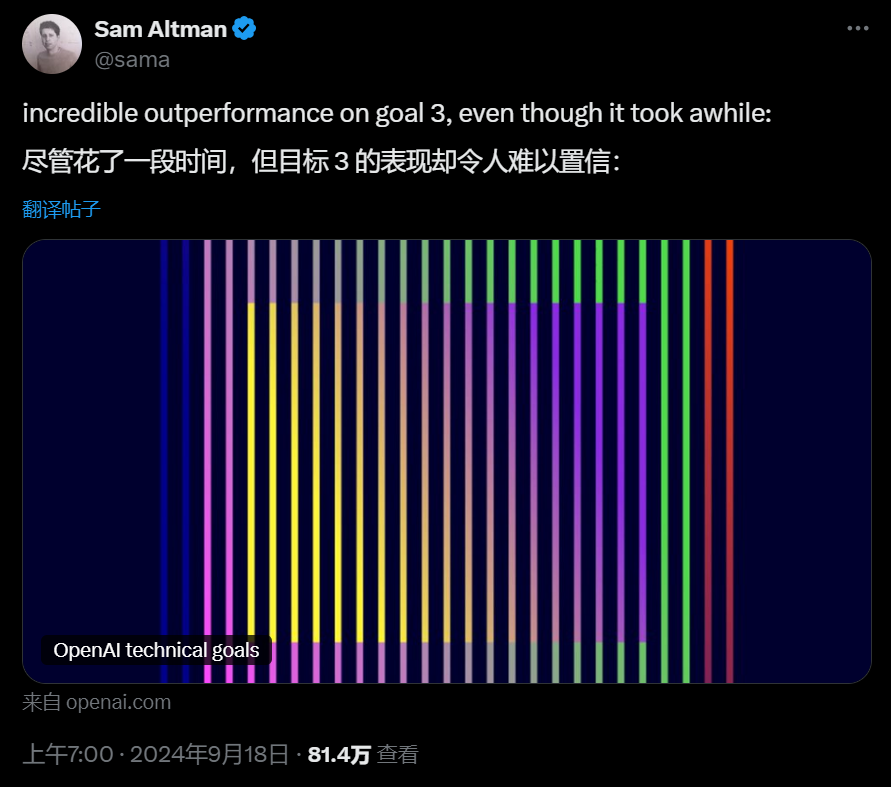 Sam Altman
@sama
incredible outperformance on goal 3, even though it took awhile:
尽管花了一段时间，但目标 3 的表现却令人难以置信：
翻译帖子
OpenAI technical goals
来自 openai.com
上午7:00 · 2024年9月18日 · 81.4万 查看